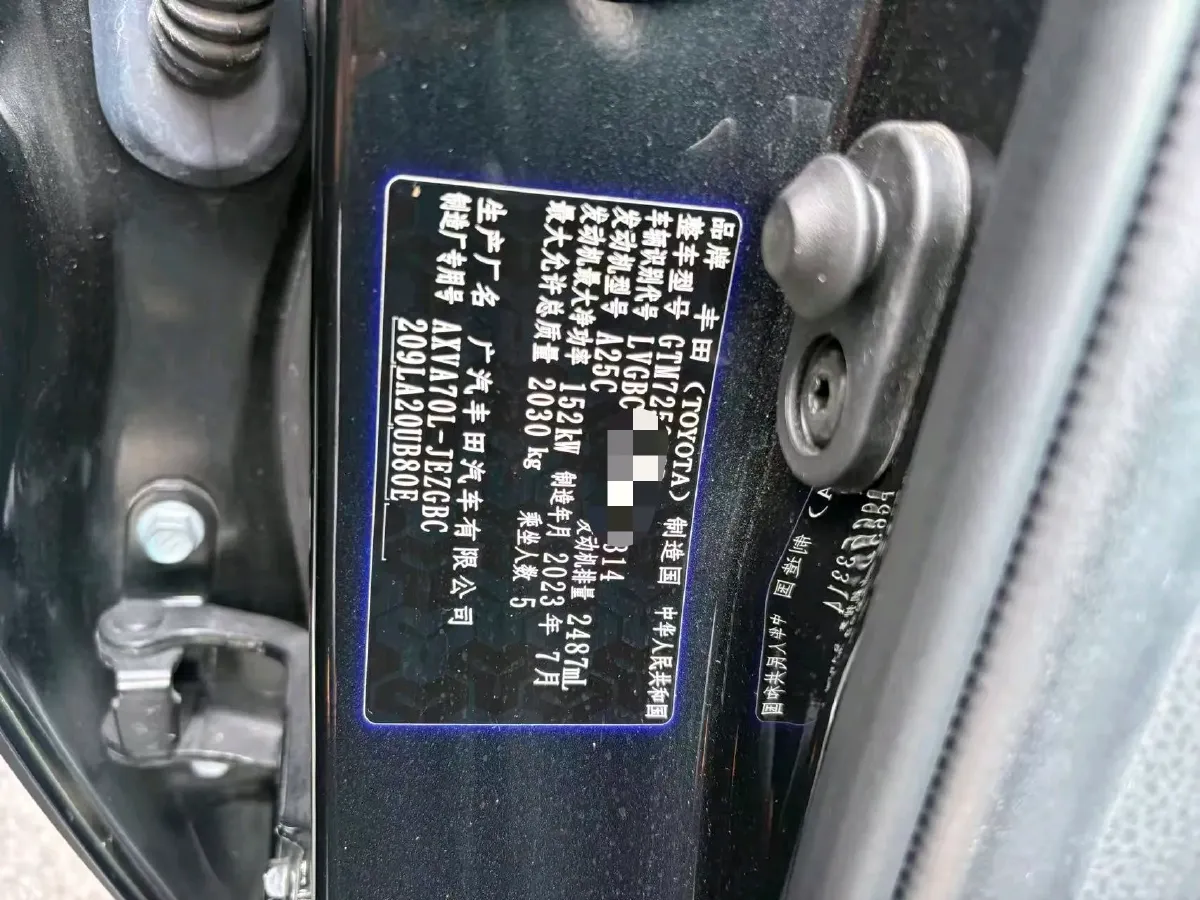 品牌 丰田（TOYOTA） 制造国 中华人民共和国
整车型号 GTM725
车辆识别代号 LVGBC 314
发动机型号 A25C 发动机排量 2487mL
发动机最大净功率 152kW 制造年月 2023年 7月
最大允许总质量 2030 kg 乘坐人数 5
生产厂名 广汽丰田汽车有限公司
制造厂专用号 AXVA70L-JEZGBC
209LA20UB80E